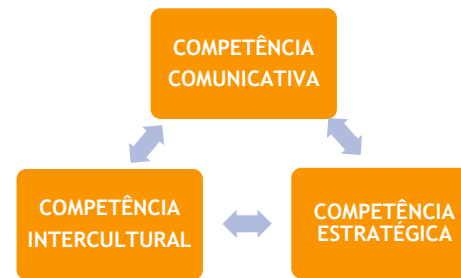 COMPETÊNCIA
COMUNICATIVA
COMPETÊNCIA
INTERCULTURAL
COMPETÊNCIA
ESTRATÉGICA